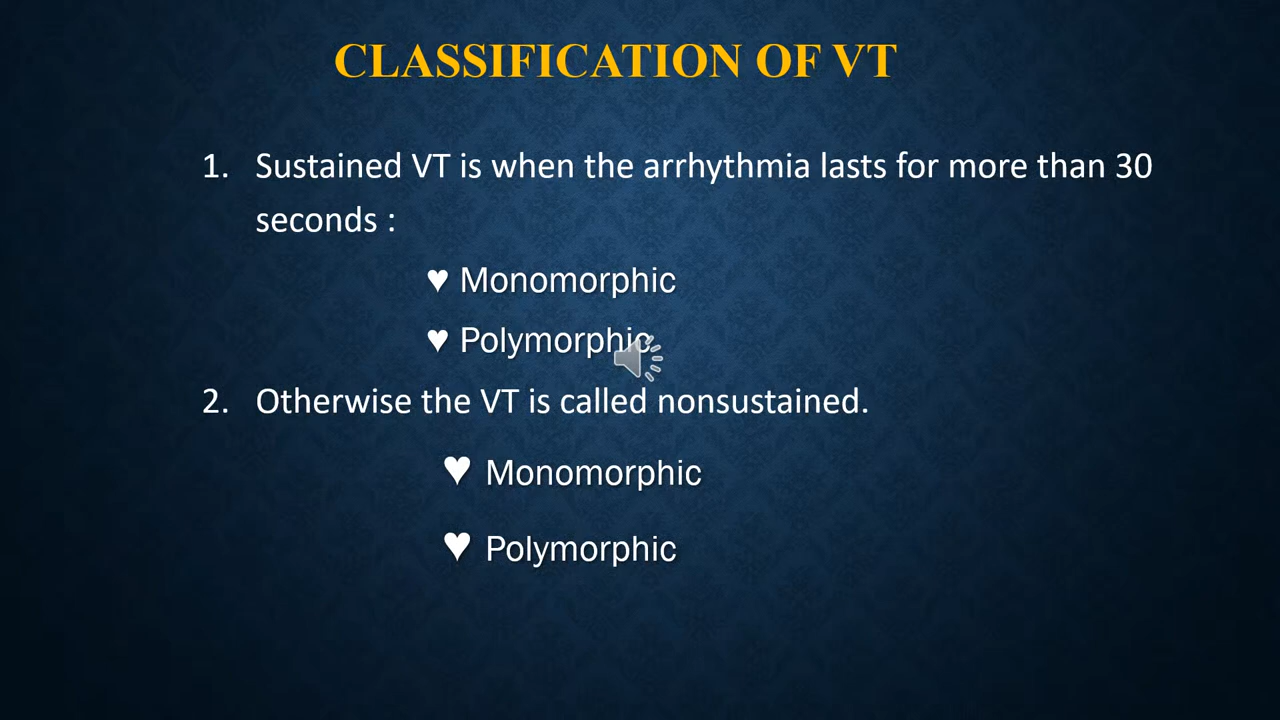 CLASSIFICATION OF VT
1. Sustained VT is when the arrhythmia lasts for more than 30
seconds :
♥ Monomorphic
♥ Polymorphic
2. Otherwise the VT is called nonsustained.
♥ Monomorphic
♥ Polymorphic